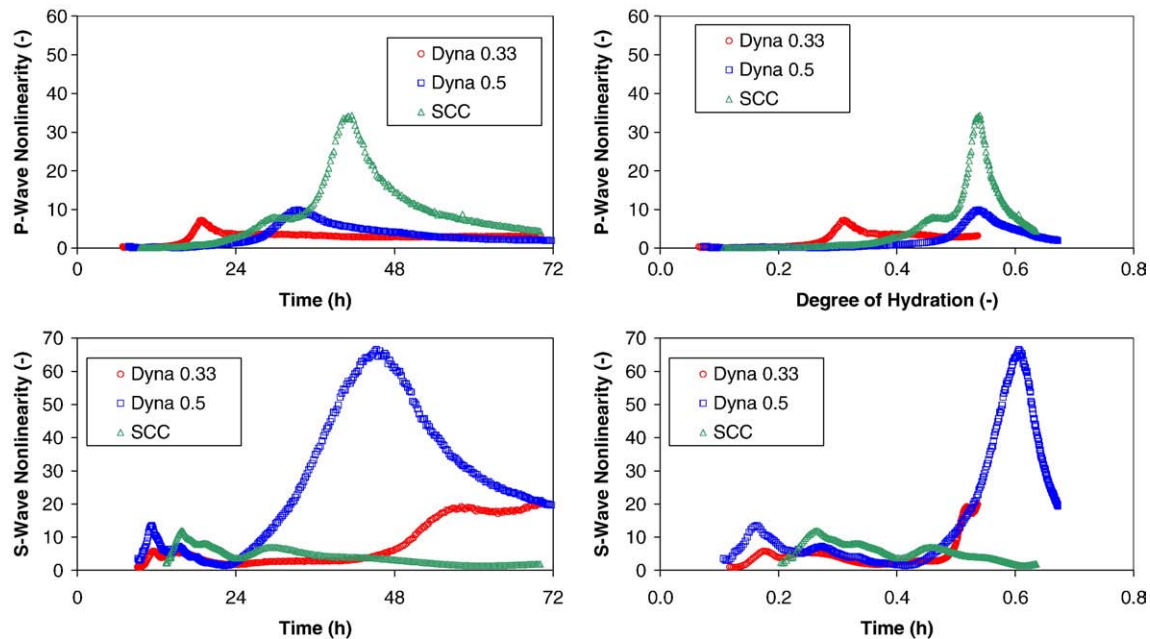 P-Wave Nonlinearity (-)
60
50
40
30
20
10
0
Dyna 0.33
Dyna 0.5
SCC
0 24 48 72
Time (h)
P-Wave Nonlinearity (-)
60
50
40
30
20
10
0
Dyna 0.33
Dyna 0.5
SCC
0.0 0.2 0.4 0.6 0.8
Degree of Hydration (-)
S-Wave Nonlinearity (-)
70
60
50
40
30
20
10
0
Dyna 0.33
Dyna 0.5
SCC
0 24 48 72
Time (h)
S-Wave Nonlinearity (-)
70
60
50
40
30
20
10
0
Dyna 0.33
Dyna 0.5
SCC
0.0 0.2 0.4 0.6 0.8
Time (h)